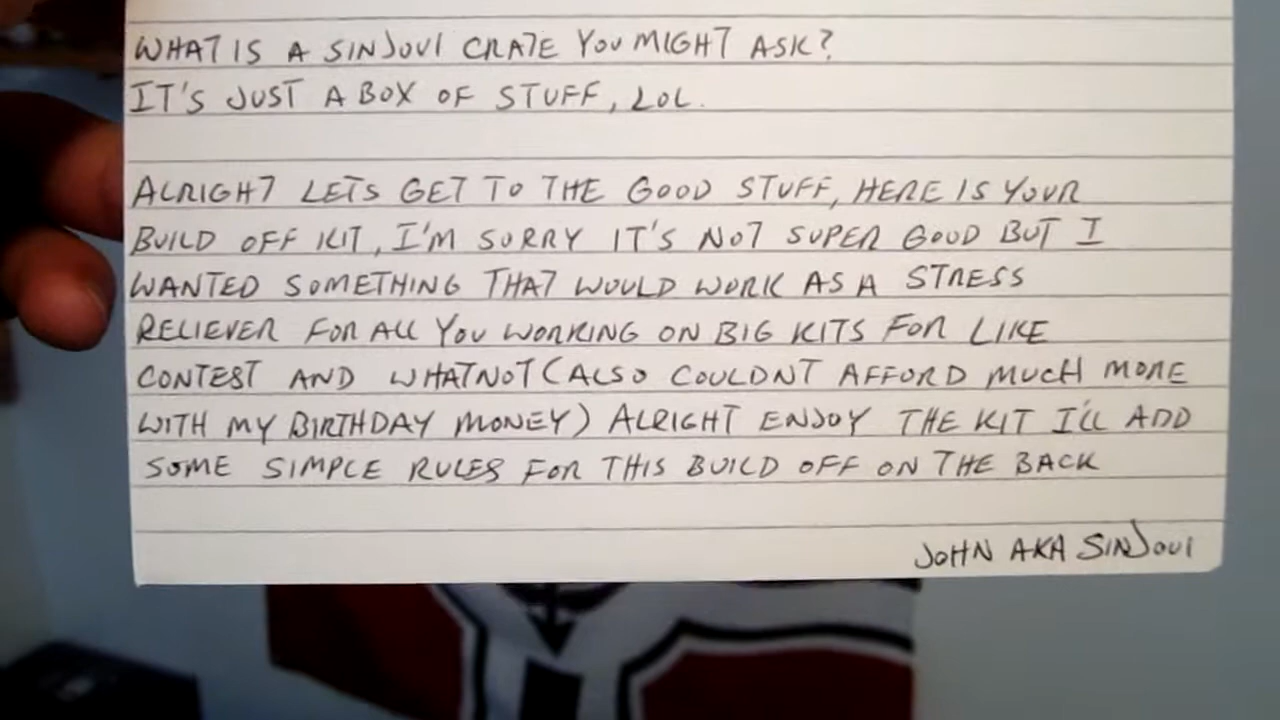 WHAT IS A SINJOUI CRATE YOU MIGHT ASK?
IT'S JUST A BOX OF STUFF, LOL.
ALRIGHT LETS GET TO THE GOOD STUFF, HERE IS YOUR
BUILD OFF KIT, I'M SORRY IT'S NOT SUPER GOOD BUT I
WANTED SOMETHING THAT WOULD WORK AS A STRESS
RELIEVER FOR ALL YOU WORKING ON BIG KITS FOR LIKE
CONTEST AND WHATNOT (ALSO COULDNT AFFORD MUCH MORE
WITH MY BIRTHDAY MONEY) ALRIGHT ENJOY THE KIT I'LL ADD
SOME SIMPLE RULES FOR THIS BUILD OFF ON THE BACK
JOHN AKA SINJOUI